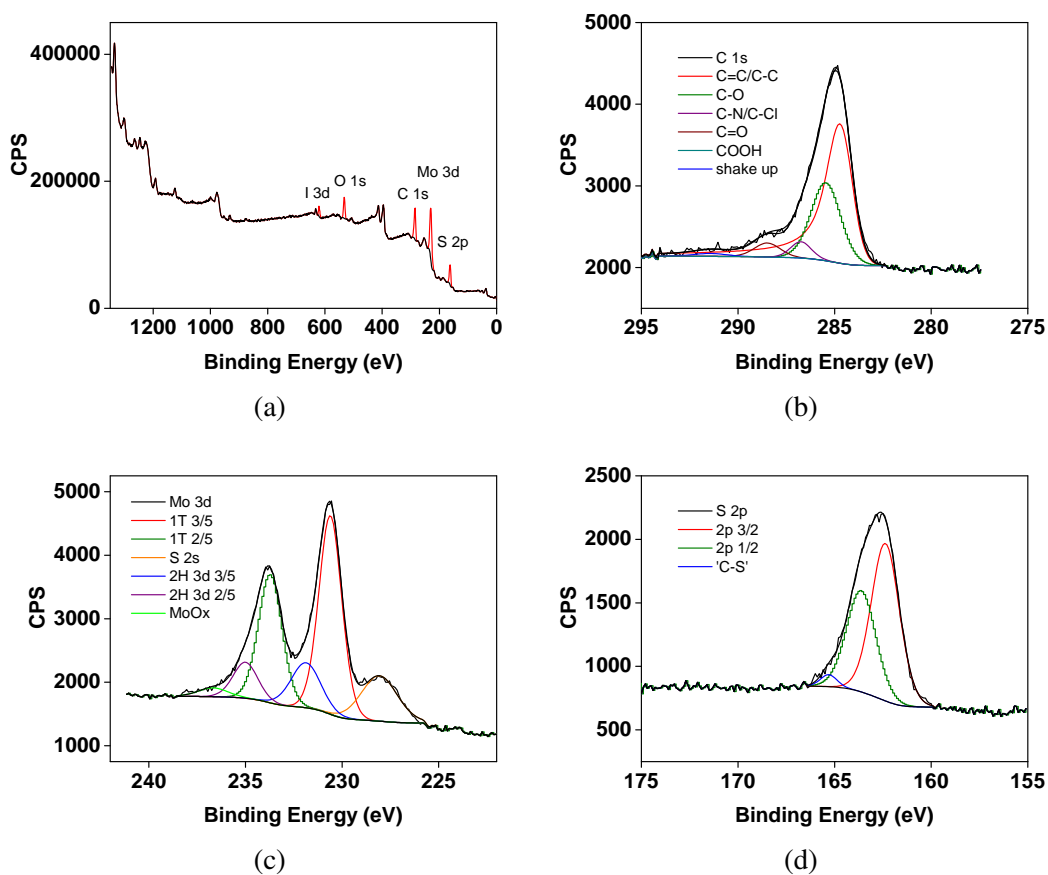 400000
200000
0
CPS
I 3d
O 1s
C 1s
Mo 3d
S 2p
1200 1000 800 600 400 200 0
Binding Energy (eV)
(a)
5000
4000
3000
2000
CPS
C 1s
C=C/C-C
C-O
C-N/C-Cl
C=O
COOH
shake up
295 290 285 280 275
Binding Energy (eV)
(b)
5000
4000
3000
2000
1000
CPS
Mo 3d
1T 3/5
1T 2/5
S 2s
2H 3d 3/5
2H 3d 2/5
MoOx
240 235 230 225
Binding Energy (eV)
(c)
2500
2000
1500
1000
500
CPS
S 2p
2p 3/2
2p 1/2
'C-S'
175 170 165 160 155
Binding Energy (eV)
(d)